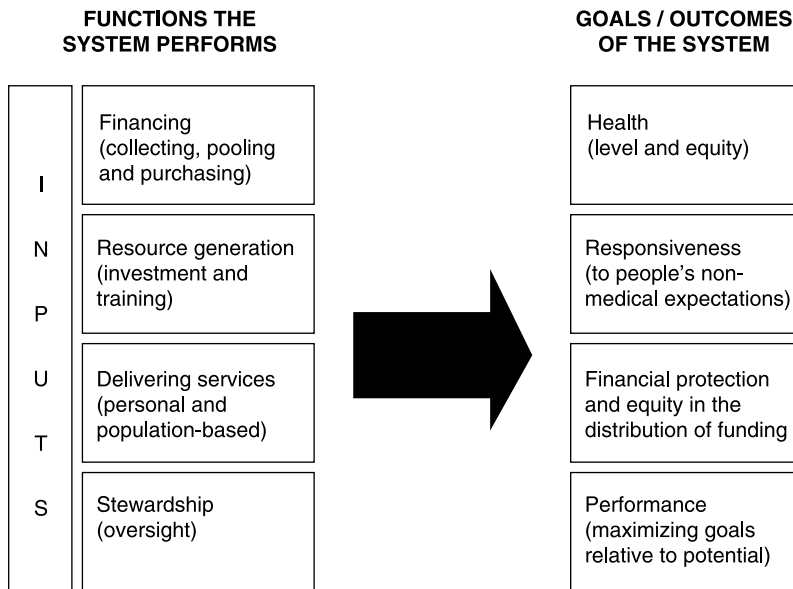 FUNCTIONS THE
SYSTEM PERFORMS
GOALS / OUTCOMES
OF THE SYSTEM
INPUTS
Financing
(collecting, pooling
and purchasing)
Resource generation
(investment and
training)
Delivering services
(personal and
population-based)
Stewardship
(oversight)
Health
(level and equity)
Responsiveness
(to people's non-
medical expectations)
Financial protection
and equity in the
distribution of funding
Performance
(maximizing goals
relative to potential)